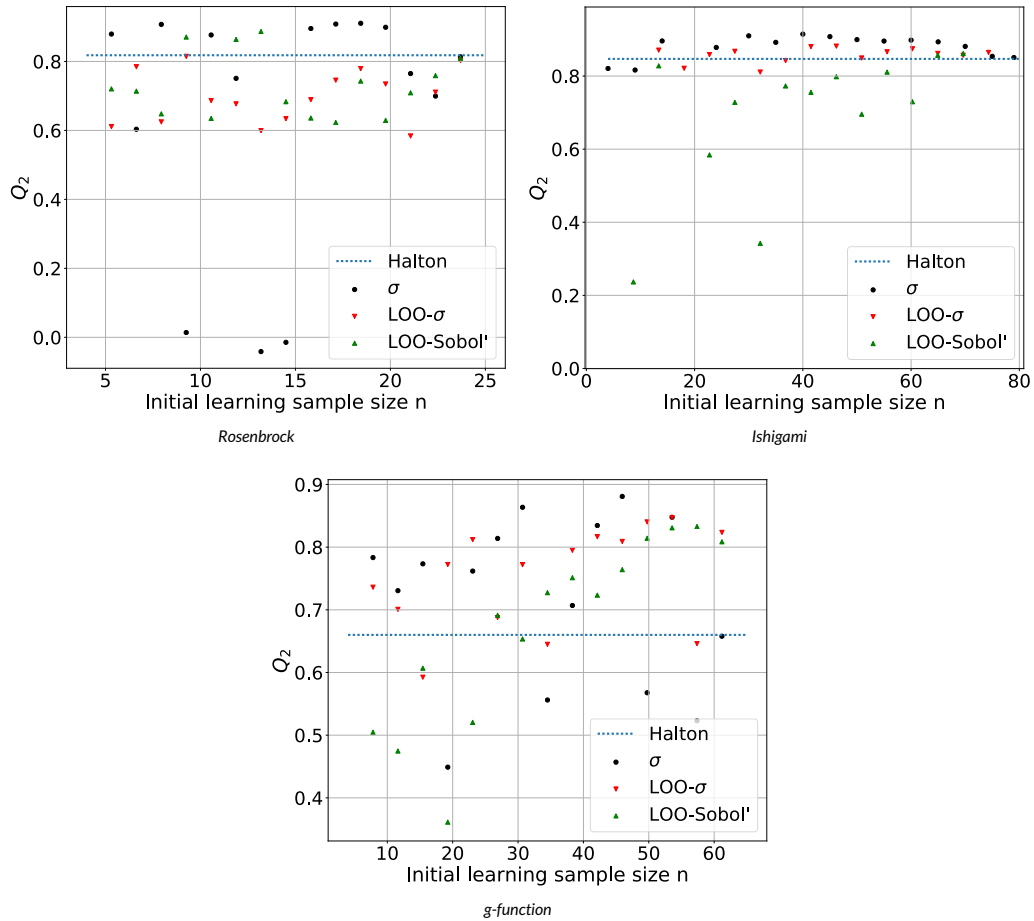 0.8
0.6
0.4
0.2
0.0
Q2
Halton
σ
LOO-σ
LOO-Sobol'
5
10
15
20
25
Initial learning sample size n
Rosenbrock
0.8
0.6
0.4
0.2
0.0
Q2
Halton
σ
LOO-σ
LOO-Sobol'
0
20
40
60
80
Initial learning sample size n
Ishigami
0.9
0.8
0.7
0.6
0.5
0.4
Q2
Halton
σ
LOO-σ
LOO-Sobol'
10
20
30
40
50
60
Initial learning sample size n
g-function